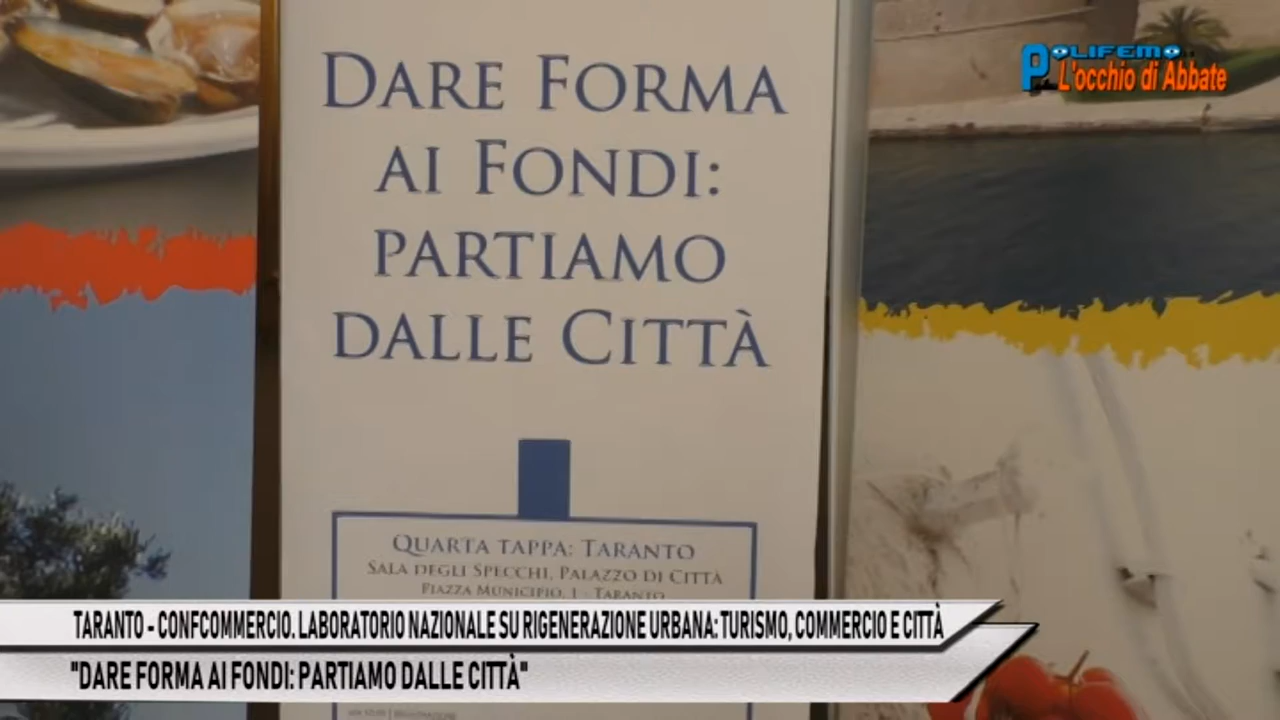 POLIFEMO..
L'occhio di Abbate
DARE FORMA
AI FONDI:
PARTIAMO
DALLE CITTÀ
QUARTA TAPPA: TARANTO
SALA DEGLI SPECCHI, PALAZZO DI CITTÀ
PIAZZA MUNICIPIO, 1 - TARANTO
TARANTO - CONFCOMMERCIO. LABORATORIO NAZIONALE SU RIGENERAZIONE URBANA: TURISMO, COMMERCIO E CITTÀ
"DARE FORMA AI FONDI: PARTIAMO DALLE CITTÀ"